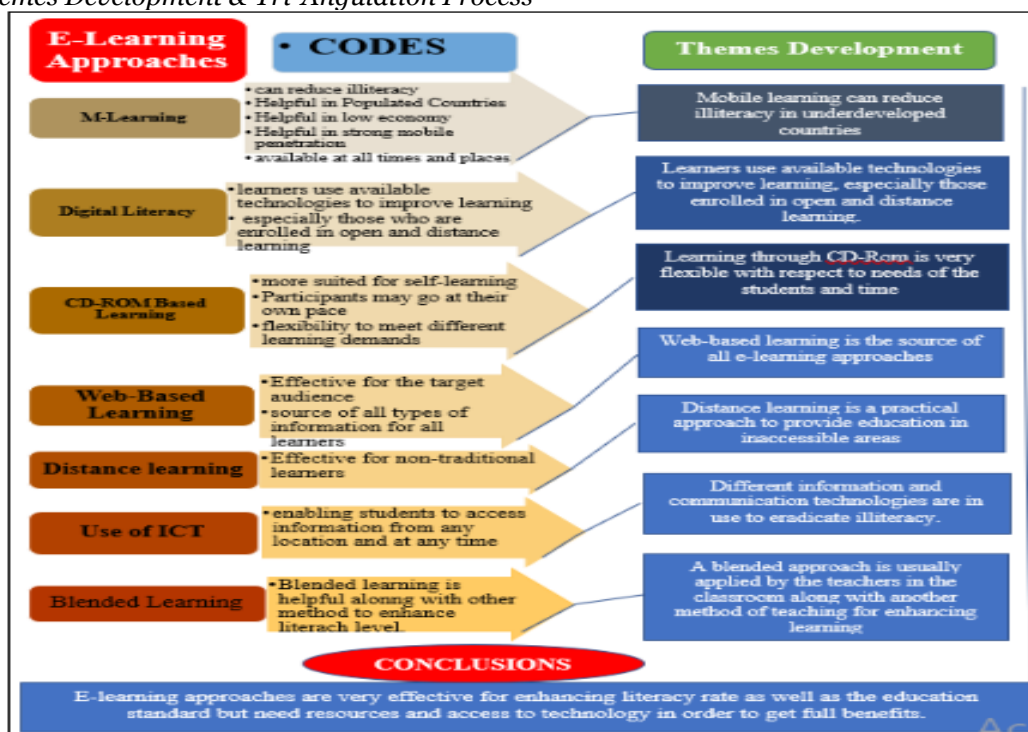 Themes Development & Tri-Angulation Process
E-Learning
Approaches
• CODES
Themes Development
M-Learning
• can reduce illiteracy
• Helpful in Populated Countries
• Helpful in low economy
• Helpful in strong mobile
penetration
• available at all times and places
Mobile learning can reduce
illiteracy in underdeveloped
countries
Digital Literacy
• learners use available
technologies to improve learning
• especially those who are
enrolled in open and distance
learning
Learners use available technologies
to improve learning, especially those
enrolled in open and distance
learning.
CD-ROM Based
Learning
• more suited for self-learning
• Participants may go at their
own pace
• flexibility to meet different
learning demands
Learning through CD-Rom is very
flexible with respect to needs of the
students and time
Web-Based
Learning
• Effective for the target
audience
• source of all types of
information for all
learners
Web-based learning is the source of
all e-learning approaches
Distance learning
• Effective for non-traditional
learners
Distance learning is a practical
approach to provide education in
inaccessible areas
Use of ICT
• enabling students to access
information from any
location and at any time
Different information and
communication technologies are in
use to eradicate illiteracy.
Blended Learning
• Blended learning is
helpful alonng with other
method to enhance
literach level.
A blended approach is usually
applied by the teachers in the
classroom along with another
method of teaching for enhancing
learning
CONCLUSIONS
E-learning approaches are very effective for enhancing literacy rate as well as the education
standard but need resources and access to technology in order to get full benefits.